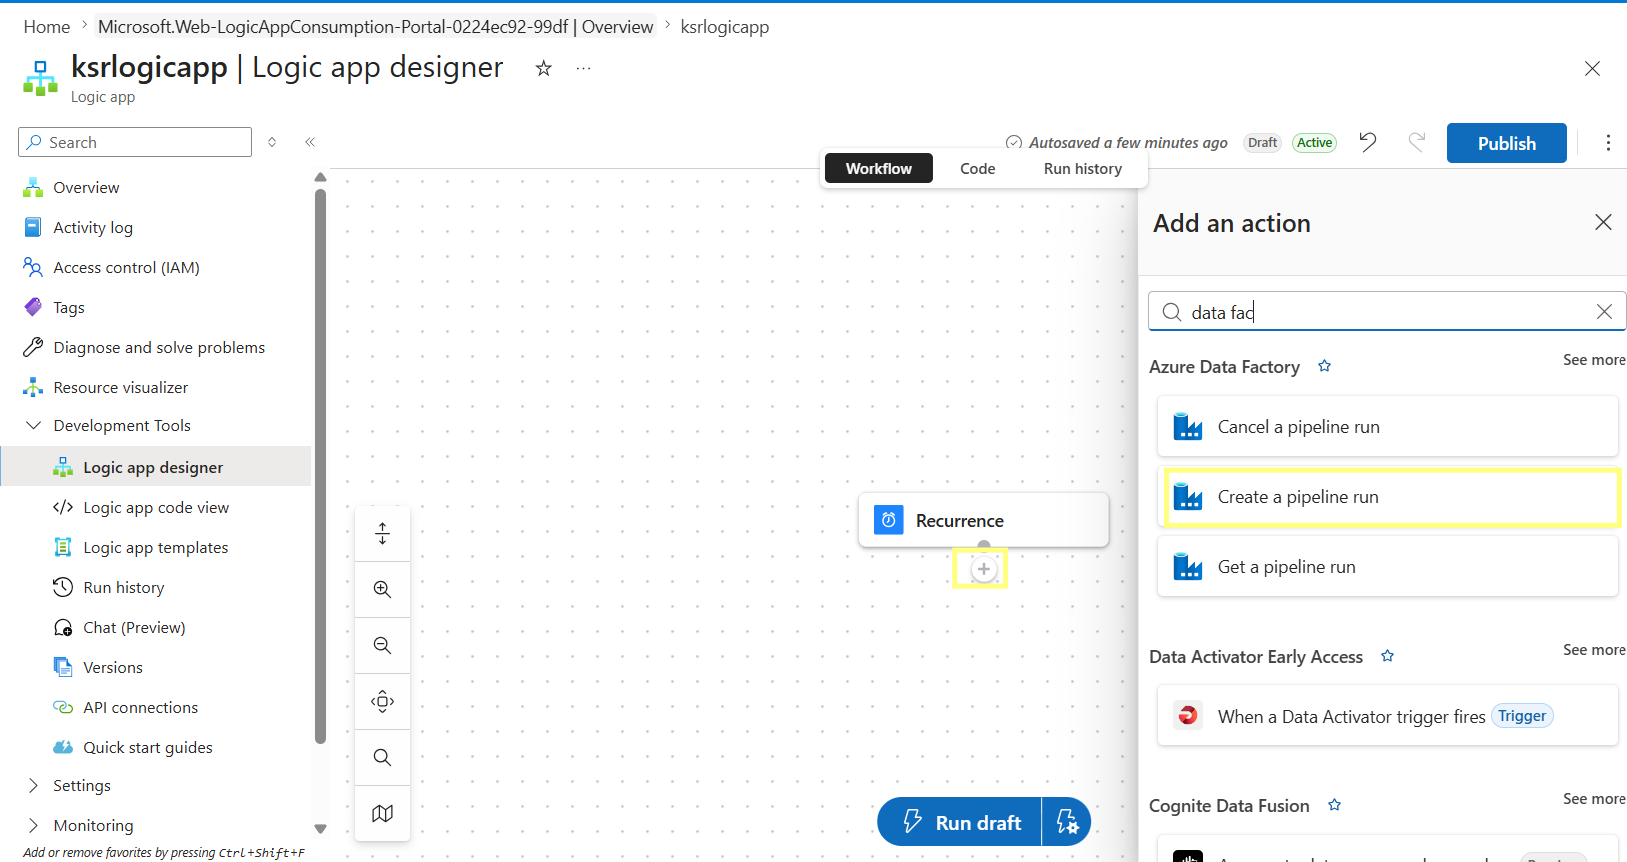 Home > Microsoft.Web-LogicAppConsumption-Portal-0224ec92-99df | Overview > ksrlogicapp
ksrlogicapp | Logic app designer
Logic app
Search
Autosaved a few minutes ago
Draft
Active
Publish
Workflow
Code
Run history
Overview
Activity log
Access control (IAM)
Tags
Diagnose and solve problems
Resource visualizer
Development Tools
Logic app designer
Logic app code view
Logic app templates
Run history
Chat (Preview)
Versions
API connections
Quick start guides
Settings
Monitoring
Add or remove favorites by pressing Ctrl+Shift+F
Recurrence
Run draft
Add an action
data fac
Azure Data Factory
See more
Cancel a pipeline run
Create a pipeline run
Get a pipeline run
Data Activator Early Access
See more
When a Data Activator trigger fires
Trigger
Cognite Data Fusion
See more